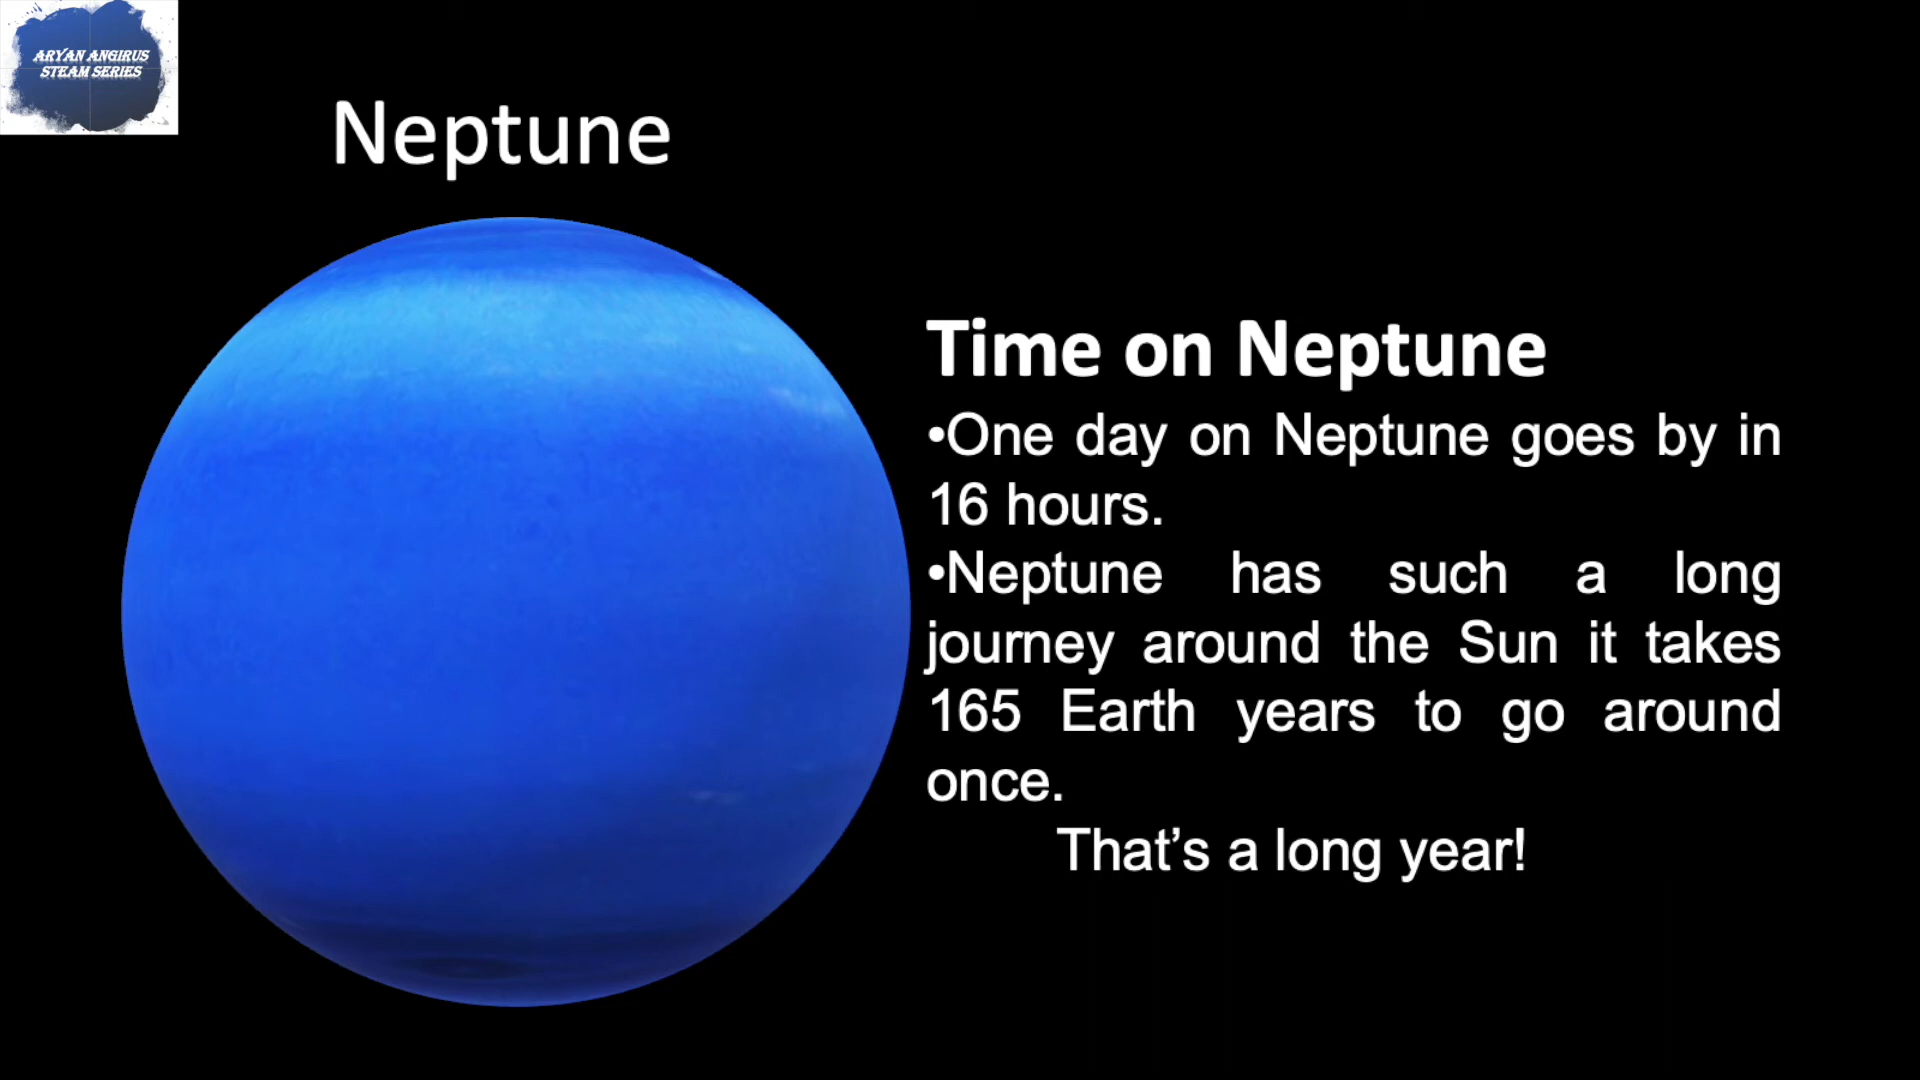 ARYAN ANGIRUS
STEAM SERIES
Neptune
Time on Neptune
•One day on Neptune goes by in
16 hours.
•Neptune has such a long
journey around the Sun it takes
165 Earth years to go around
once.
That’s a long year!